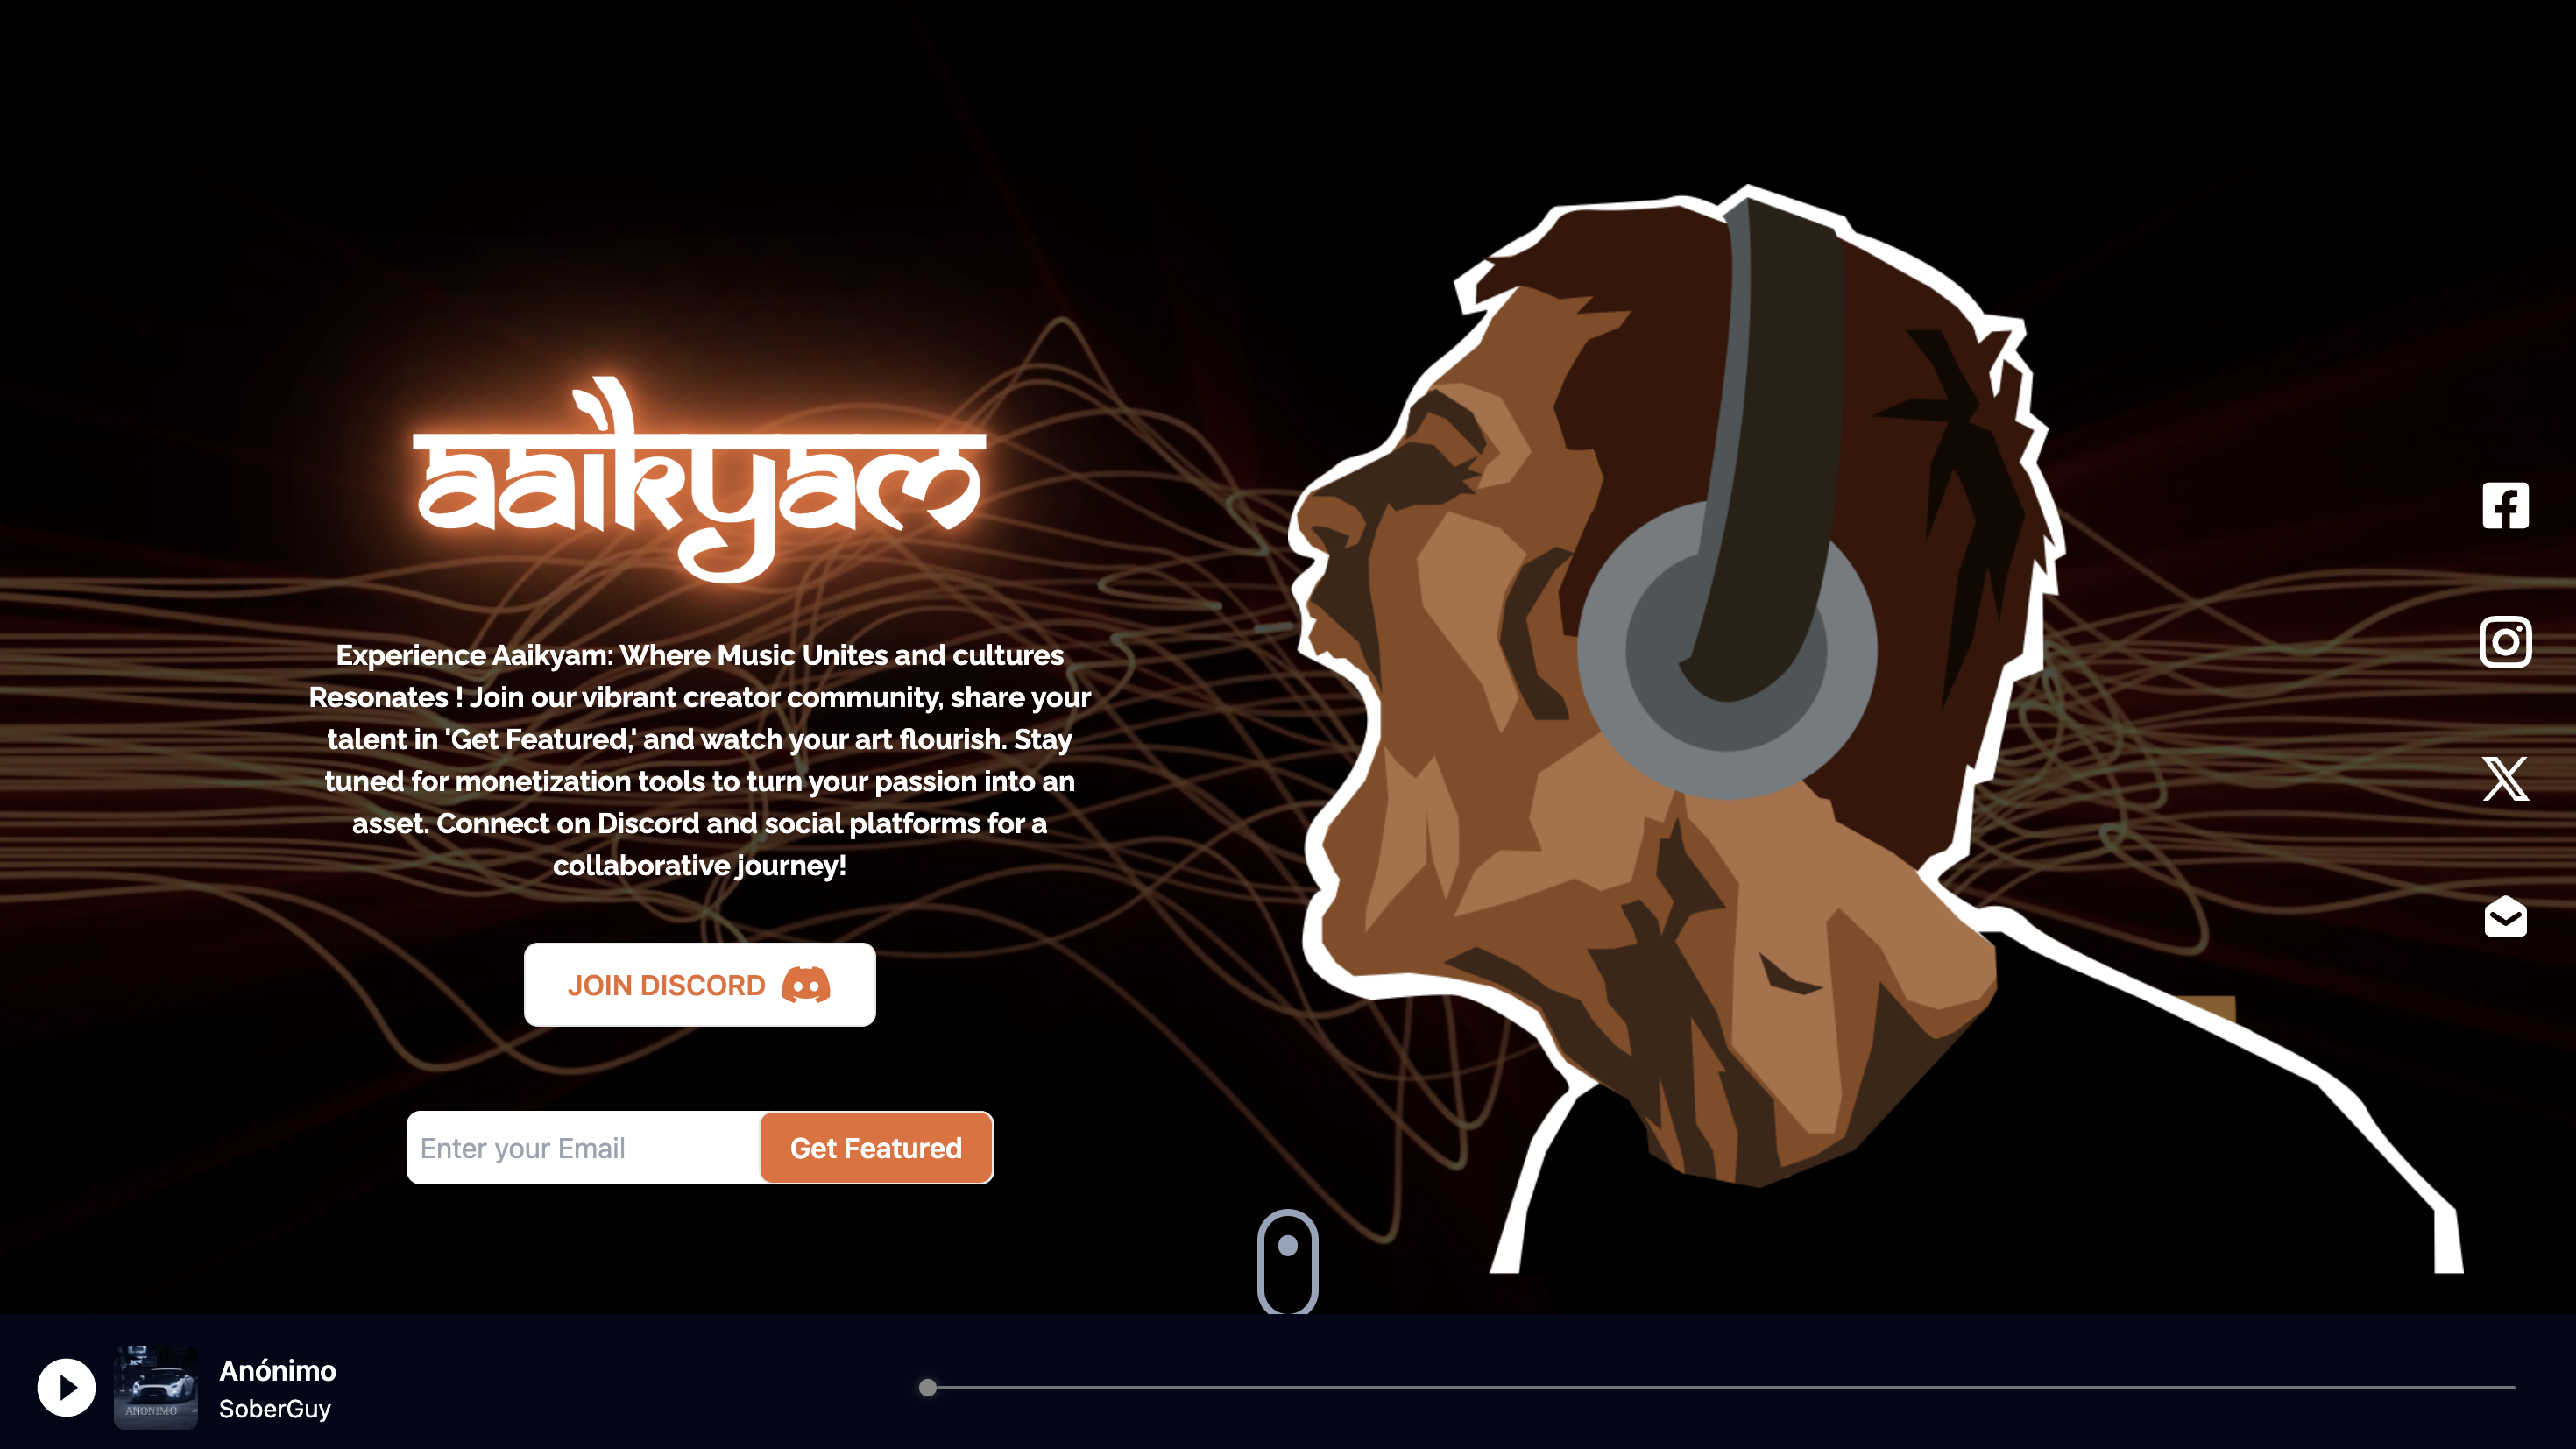 aaikyam
Experience Aaikyam: Where Music Unites and cultures
Resonates ! Join our vibrant creator community, share your
talent in 'Get Featured,' and watch your art flourish. Stay
tuned for monetization tools to turn your passion into an
asset. Connect on Discord and social platforms for a
collaborative journey!
JOIN DISCORD
Enter your Email
Get Featured
ANONIMO
Anónimo
SoberGuy